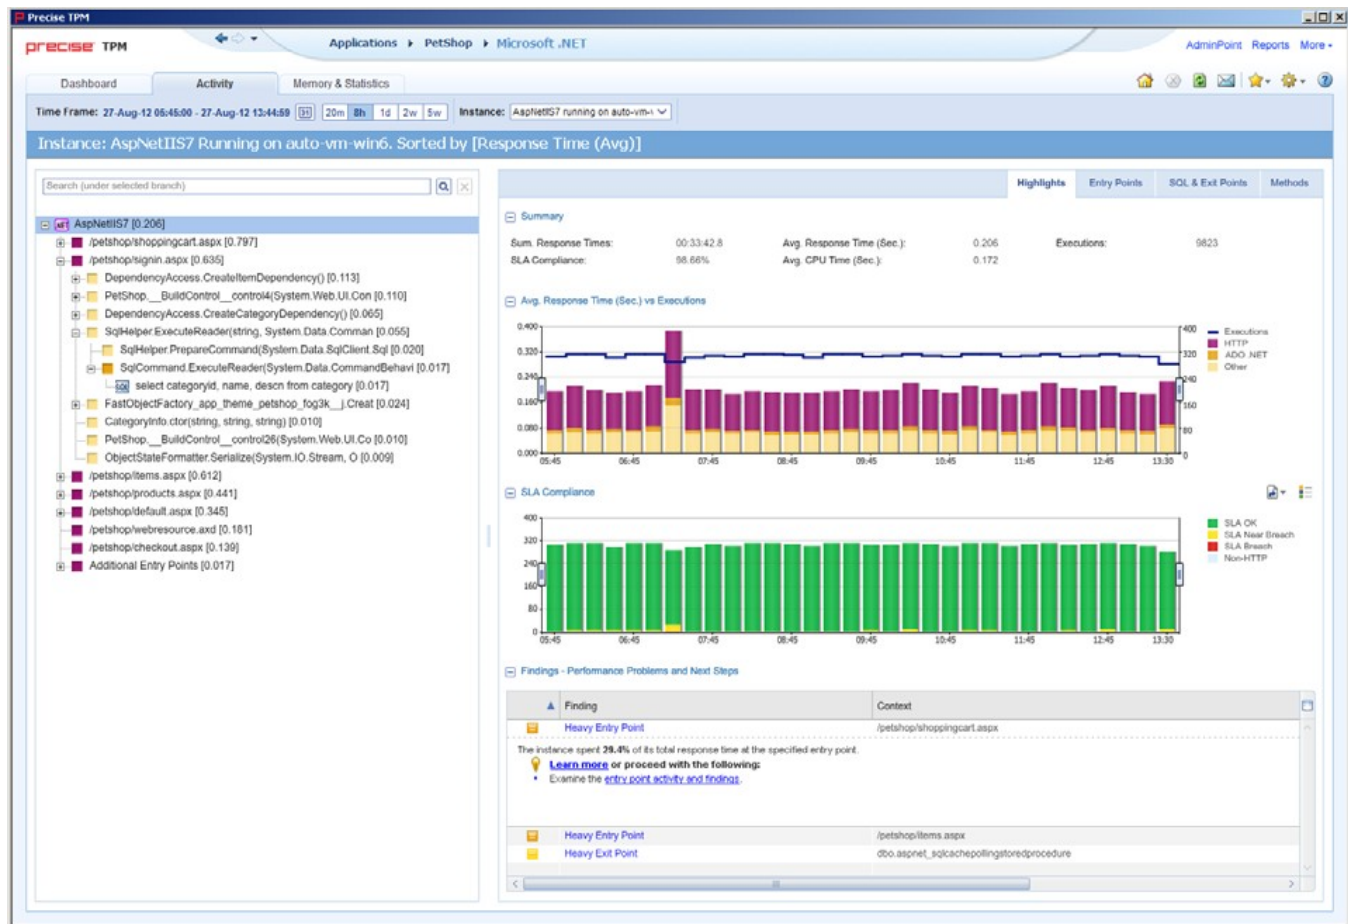 Precise TPM
precise TPM
Applications PetShop Microsoft .NET
AdminPoint Reports More
Dashboard Activity Memory & Statistics
Time Frame: 27-Aug-12 05:45:00 - 27-Aug-12 13:44:59 31 20m 8h 1d 2w 5w Instance: AspNetIIS7 running on auto-vm-
Instance: AspNetIIS7 Running on auto-vm-win6. Sorted by [Response Time (Avg)]
Search (under selected branch)
.NET AspNetIIS7 [0.206]
/petshop/shoppingcart.aspx [0.797]
/petshop/signin.aspx [0.635]
DependencyAccess.CreateItemDependency() [0.113]
PetShop.__BuildControl__control4(System.Web.UI.Con [0.110]
DependencyAccess.CreateCategoryDependency() [0.065]
SqlHelper.ExecuteReader(string, System.Data.Comman [0.055]
SqlHelper.PrepareCommand(System.Data.SqlClient.Sql [0.020]
SqlCommand.ExecuteReader(System.Data.CommandBehavi [0.017]
SQL select categoryid, name, descn from category [0.017]
FastObjectFactory_app_theme_petshop_fog3k__j.Creat [0.024]
CategoryInfo.ctor(string, string, string) [0.010]
PetShop.__BuildControl__control26(System.Web.UI.Co [0.010]
ObjectStateFormatter.Serialize(System.IO.Stream, O [0.009]
/petshop/items.aspx [0.612]
/petshop/products.aspx [0.441]
/petshop/default.aspx [0.345]
/petshop/webresource.axd [0.181]
/petshop/checkout.aspx [0.139]
Additional Entry Points [0.017]
Highlights Entry Points SQL & Exit Points Methods
Summary
Sum. Response Times: 00:33:42.8 Avg. Response Time (Sec.): 0.206 Executions: 9823
SLA Compliance: 98.66% Avg. CPU Time (Sec.): 0.172
Avg. Response Time (Sec.) vs Executions
0.400 400
0.320 320
0.240 240
0.160 160
0.080 80
0.000 0
05:45 06:45 07:45 08:45 09:45 10:45 11:45 12:45 13:30
Executions
HTTP
ADO .NET
Other
SLA Compliance
400
320
240
160
80
0
05:45 06:45 07:45 08:45 09:45 10:45 11:45 12:45 13:30
SLA OK
SLA Near Breach
SLA Breach
Non-HTTP
Findings - Performance Problems and Next Steps
Finding Context
Heavy Entry Point /petshop/shoppingcart.aspx
The instance spent 29.4% of its total response time at the specified entry point.
Learn more or proceed with the following:
• Examine the entry point activity and findings.
Heavy Entry Point /petshop/items.aspx
Heavy Exit Point dbo.aspnet_sqlcachepollingstoredprocedure